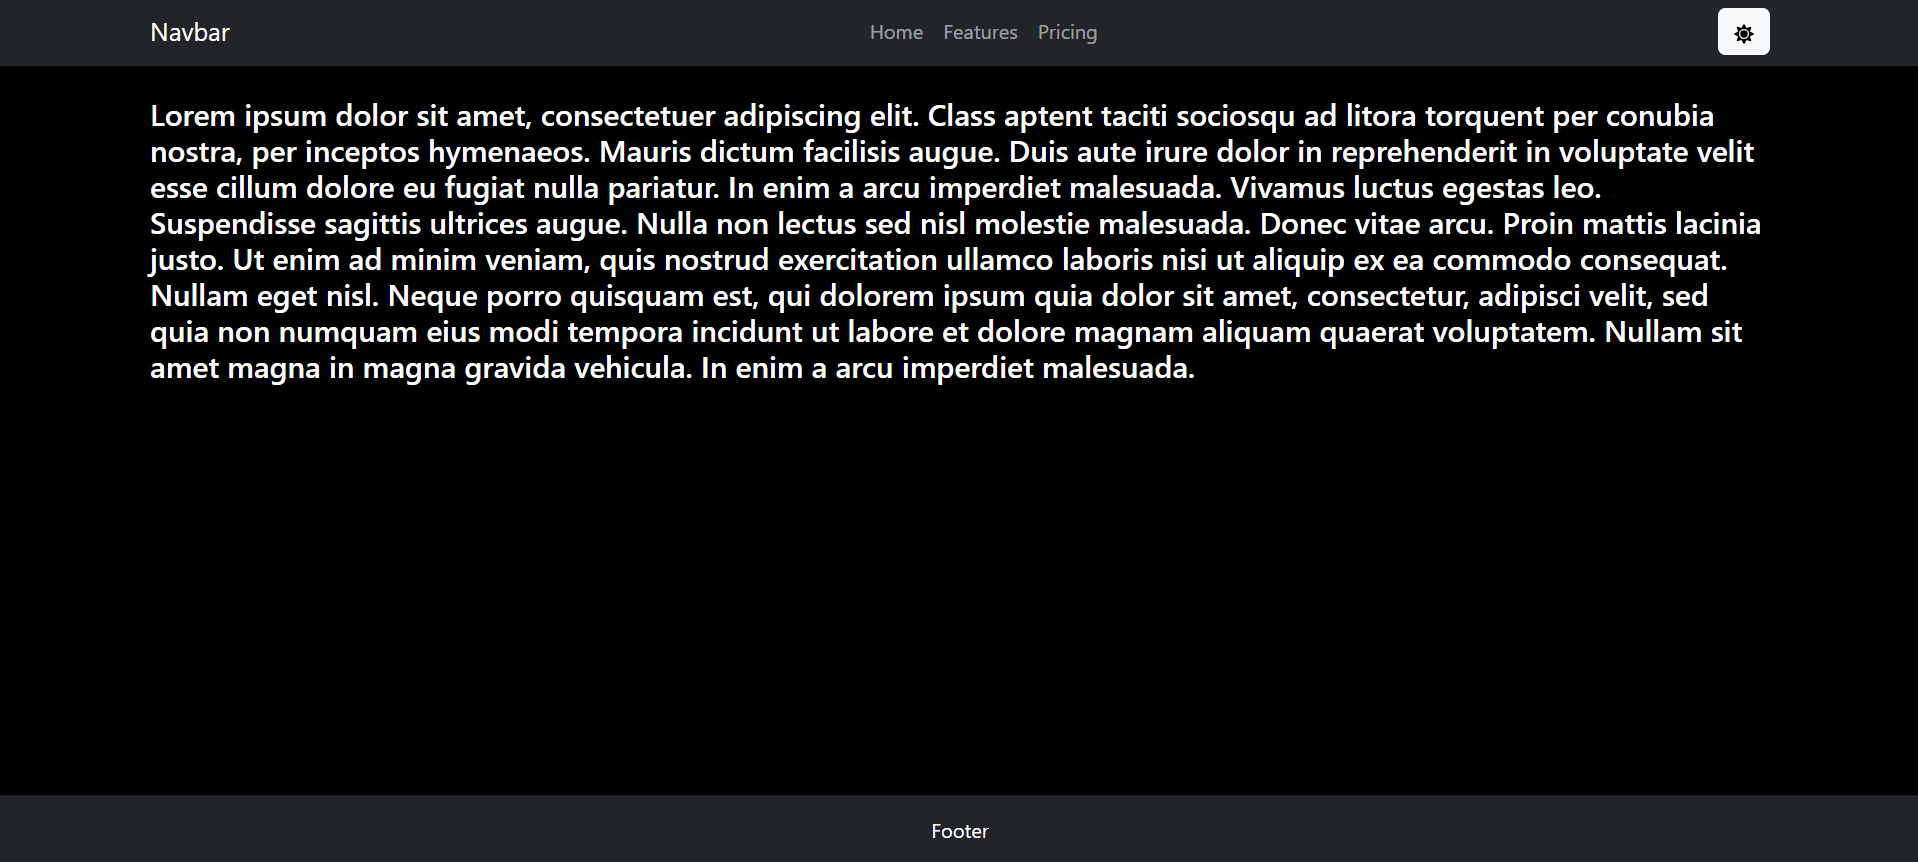 Navbar
Home Features Pricing
Lorem ipsum dolor sit amet, consectetuer adipiscing elit. Class aptent taciti sociosqu ad litora torquent per conubia
nostra, per inceptos hymenaeos. Mauris dictum facilisis augue. Duis aute irure dolor in reprehenderit in voluptate velit
esse cillum dolore eu fugiat nulla pariatur. In enim a arcu imperdiet malesuada. Vivamus luctus egestas leo.
Suspendisse sagittis ultrices augue. Nulla non lectus sed nisl molestie malesuada. Donec vitae arcu. Proin mattis lacinia
justo. Ut enim ad minim veniam, quis nostrud exercitation ullamco laboris nisi ut aliquip ex ea commodo consequat.
Nullam eget nisl. Neque porro quisquam est, qui dolorem ipsum quia dolor sit amet, consectetur, adipisci velit, sed
quia non numquam eius modi tempora incidunt ut labore et dolore magnam aliquam quaerat voluptatem. Nullam sit
amet magna in magna gravida vehicula. In enim a arcu imperdiet malesuada.
Footer